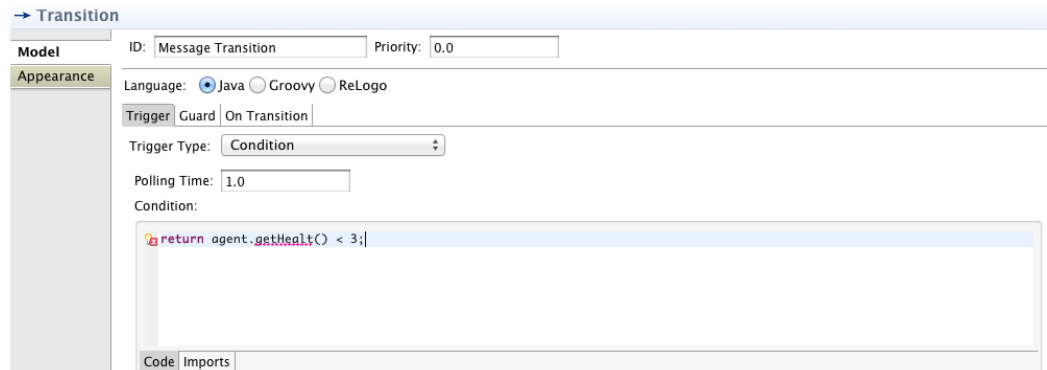 Transition
Model
ID: Message Transition Priority: 0.0
Appearance
Language: Java Groovy ReLogo
Trigger Guard On Transition
Trigger Type: Condition
Polling Time: 1.0
Condition:
return agent.getHealt() < 3;
Code Imports